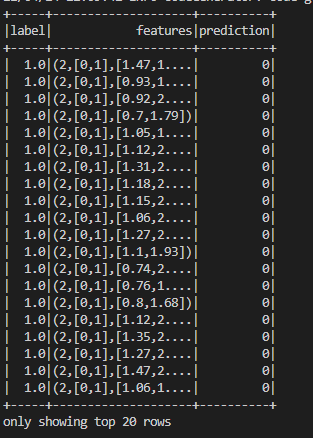 +-----+--------------------+----------+
|label|            features|prediction|
+-----+--------------------+----------+
|  1.0|(2,[0,1],[1.47,1....|         0|
|  1.0|(2,[0,1],[0.93,1....|         0|
|  1.0|(2,[0,1],[0.92,2....|         0|
|  1.0|(2,[0,1],[0.7,1.79])|         0|
|  1.0|(2,[0,1],[1.05,1....|         0|
|  1.0|(2,[0,1],[1.12,2....|         0|
|  1.0|(2,[0,1],[1.31,2....|         0|
|  1.0|(2,[0,1],[1.18,2....|         0|
|  1.0|(2,[0,1],[1.15,2....|         0|
|  1.0|(2,[0,1],[1.06,2....|         0|
|  1.0|(2,[0,1],[1.27,2....|         0|
|  1.0|(2,[0,1],[1.1,1.93])|         0|
|  1.0|(2,[0,1],[0.74,2....|         0|
|  1.0|(2,[0,1],[0.76,1....|         0|
|  1.0|(2,[0,1],[0.8,1.68])|         0|
|  1.0|(2,[0,1],[1.12,2....|         0|
|  1.0|(2,[0,1],[1.35,2....|         0|
|  1.0|(2,[0,1],[1.27,2....|         0|
|  1.0|(2,[0,1],[1.47,2....|         0|
|  1.0|(2,[0,1],[1.06,1....|         0|
+-----+--------------------+----------+
only showing top 20 rows